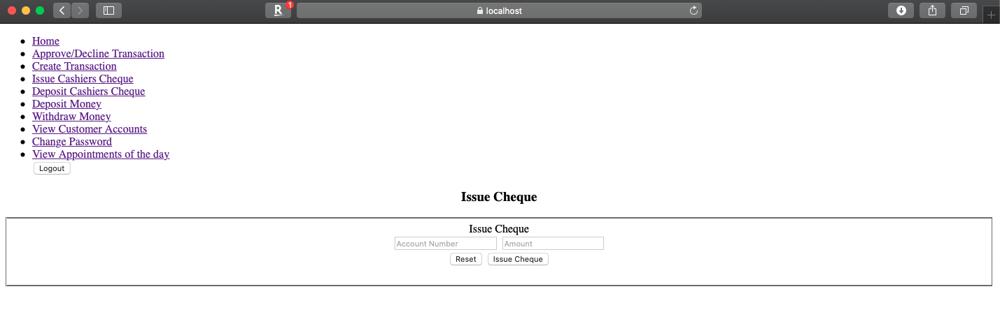 R 1
localhost
Home
Approve/Decline Transaction
Create Transaction
Issue Cashiers Cheque
Deposit Cashiers Cheque
Deposit Money
Withdraw Money
View Customer Accounts
Change Password
View Appointments of the day
Logout
Issue Cheque
Issue Cheque
Account Number Amount
Reset Issue Cheque